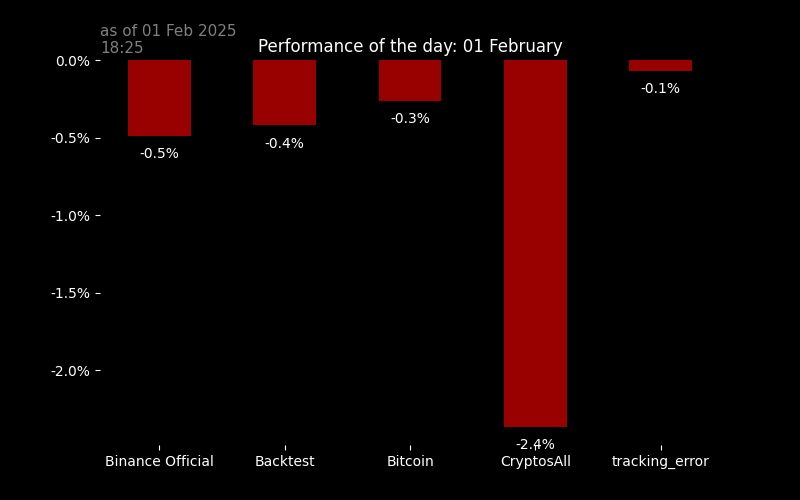 as of 01 Feb 2025
18:25
Performance of the day: 01 February
0.0%
-0.5%
-1.0%
-1.5%
-2.0%
-0.5%
-0.4%
-0.3%
-2.4%
-0.1%
Binance Official
Backtest
Bitcoin
CryptosAll
tracking_error